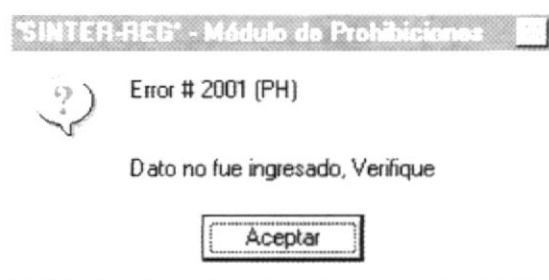 "SINTER-REG" - Módulo de Prohibiciones
Error # 2001 (PH)
Dato no fue ingresado, Verifique
Aceptar